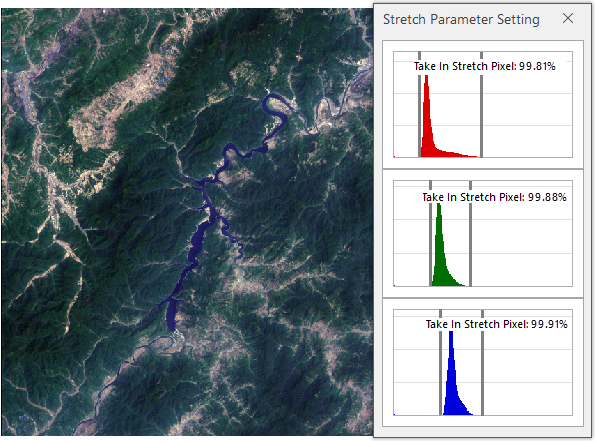 Stretch Parameter Setting
Take In Stretch Pixel: 99.81%
Take In Stretch Pixel: 99.88%
Take In Stretch Pixel: 99.91%